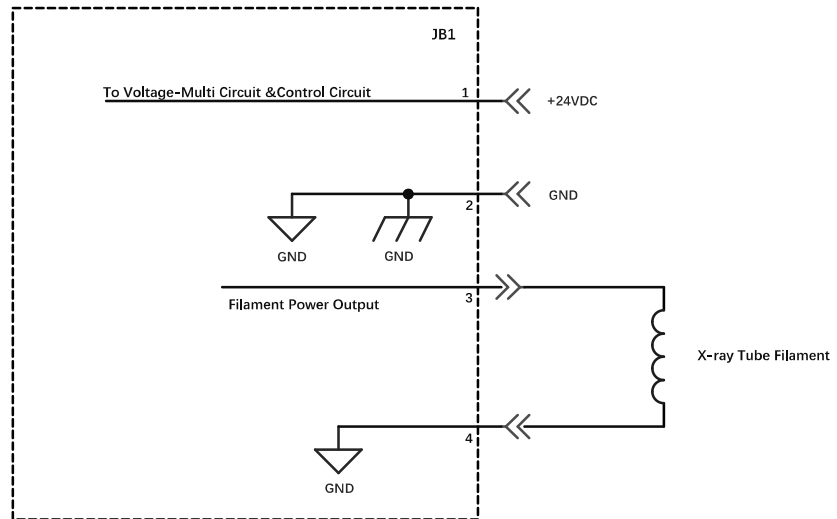 JB1
To Voltage-Multi Circuit &Control Circuit
1
+24VDC
2
GND
GND
GND
3
Filament Power Output
X-ray Tube Filament
4
GND